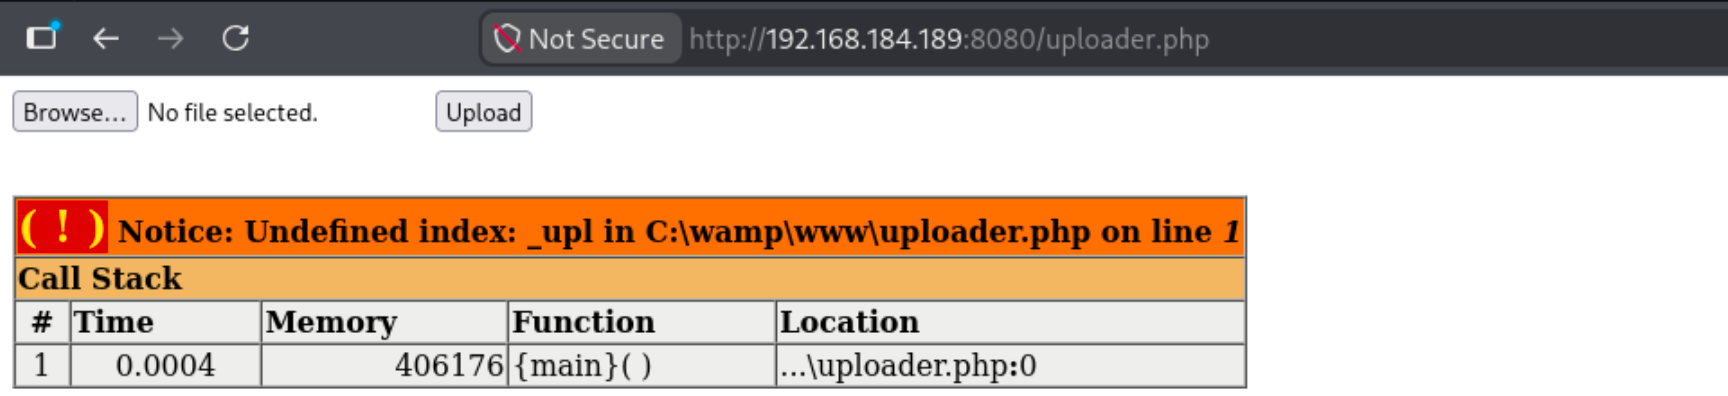 Not Secure http://192.168.184.189:8080/uploader.php
Browse... No file selected. Upload
( ! ) Notice: Undefined index: _upl in C:\wamp\www\uploader.php on line 1
Call Stack
# Time Memory Function Location
1 0.0004 406176 {main}( ) ...\uploader.php:0